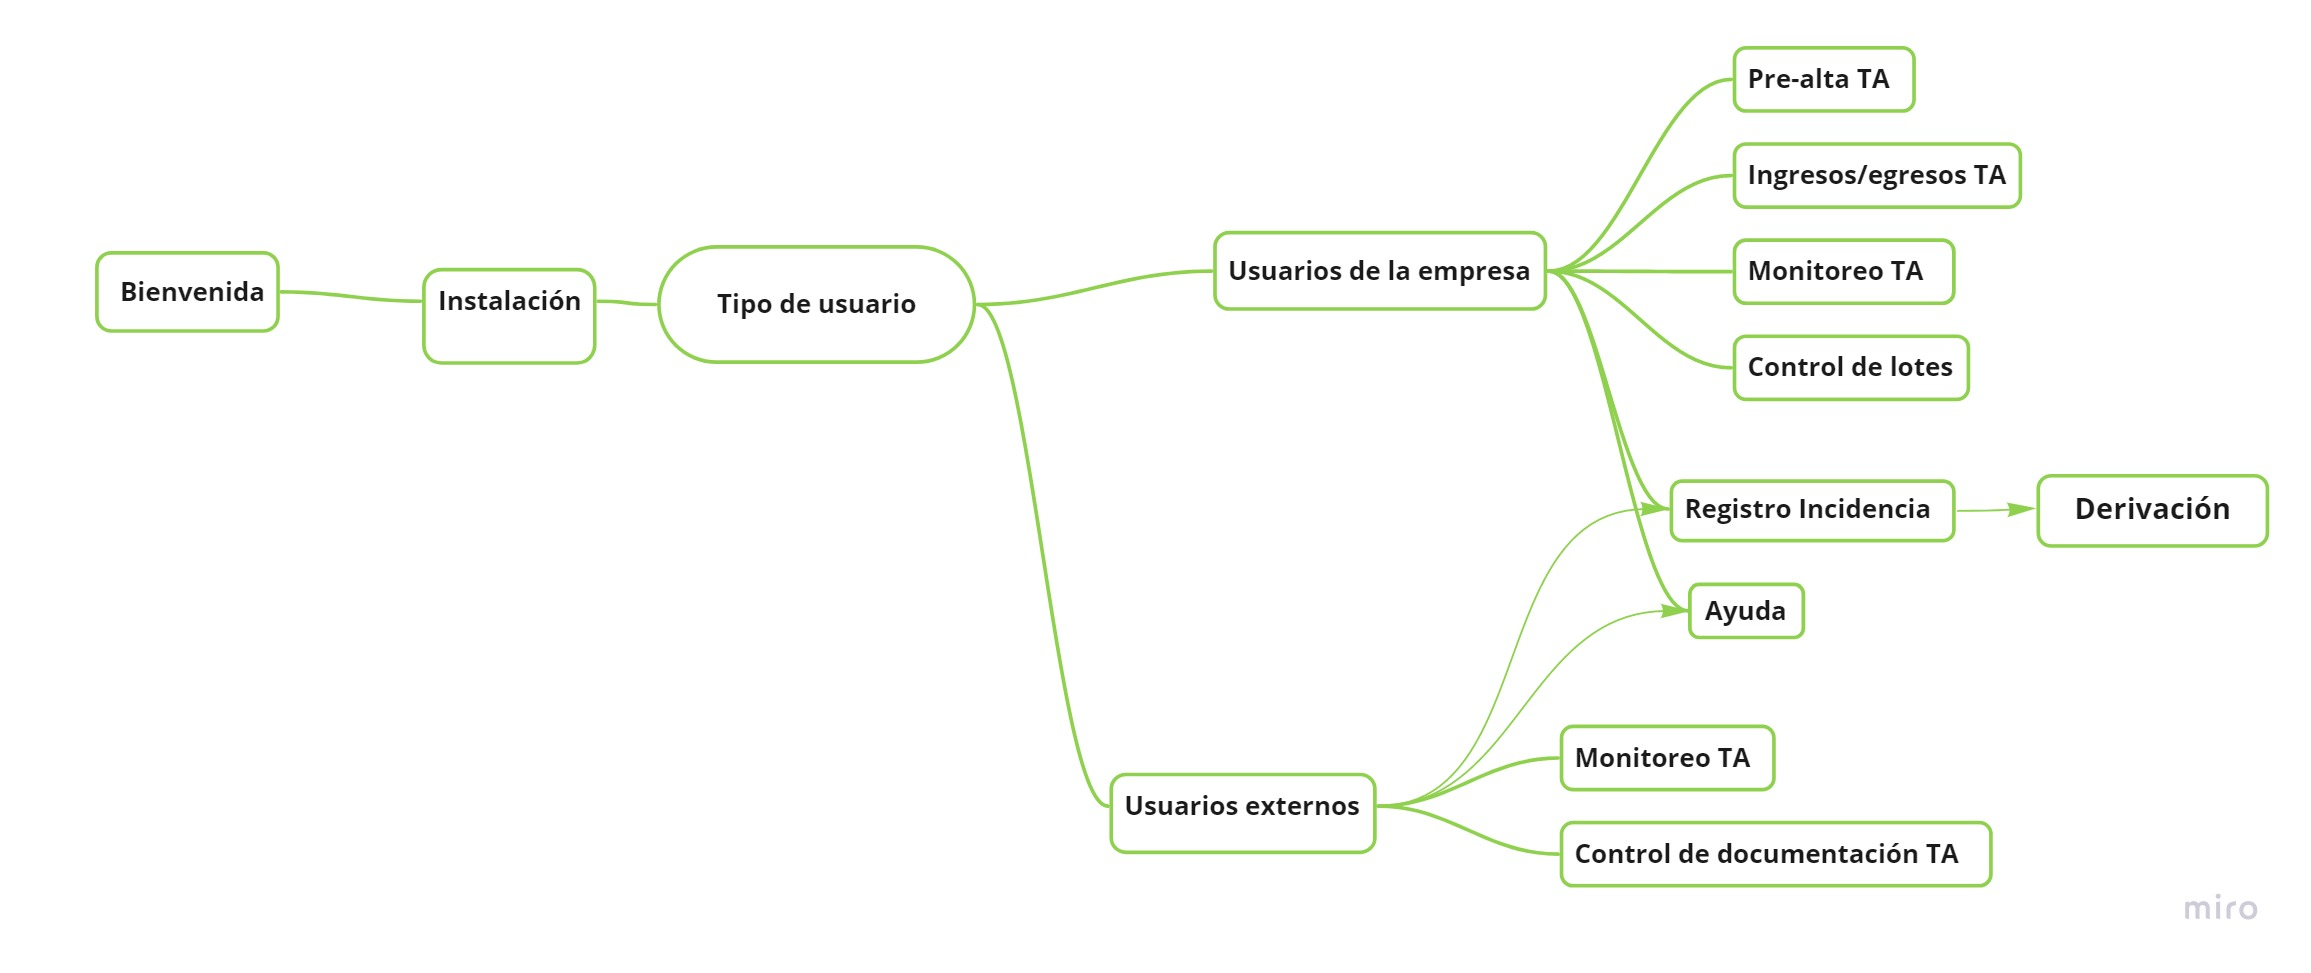 Bienvenida
Instalación
Tipo de usuario
Usuarios de la empresa
Pre-alta TA
Ingresos/egresos TA
Monitoreo TA
Control de lotes
Registro Incidencia
Derivación
Ayuda
Usuarios externos
Monitoreo TA
Control de documentación TA
miro